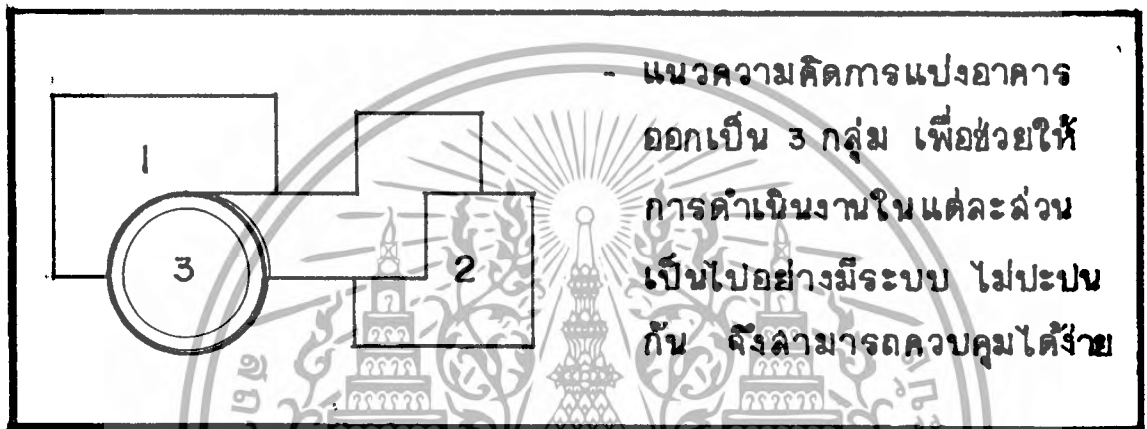 - แนวความคิดการแบ่งอาคาร
ออกเป็น 3 กลุ่ม เพื่อช่วยให้
การดำเนินงานในแต่ละส่วน
เป็นไปอย่างมีระบบ ไม่ปะปน
กัน จึงสามารถควบคุมได้ง่าย
1
3
2